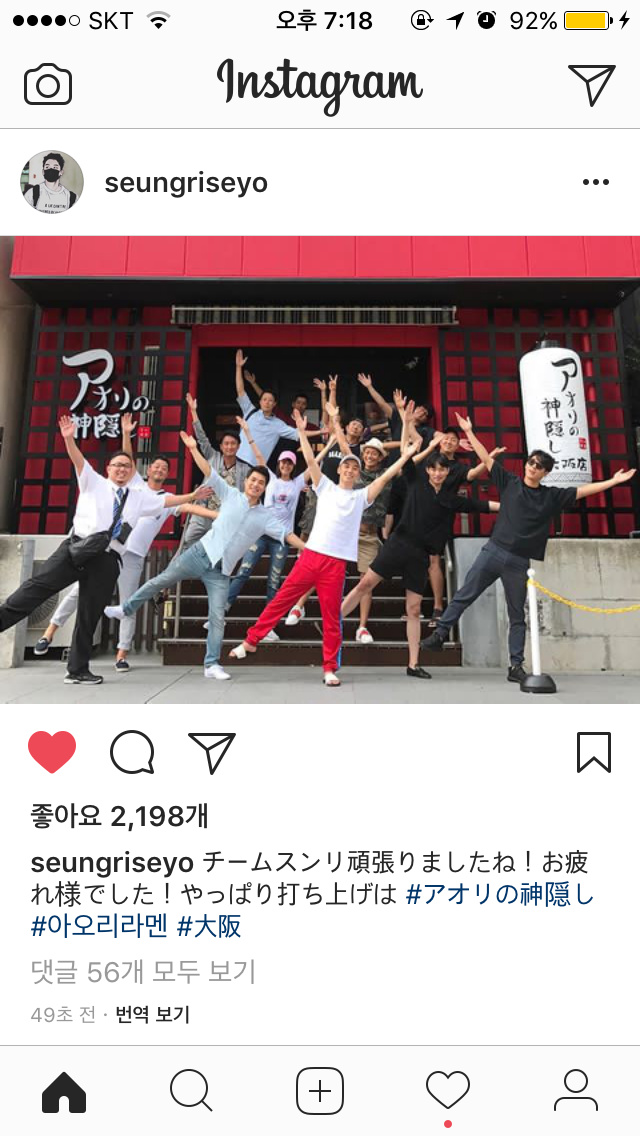 SKT 오후 7:18 92%
Instagram
seungriseyo
アオリの
神隠し
アオリの
神隠し
大阪店
좋아요 2,198개
seungriseyo チームスンリ頑張りましたね！お疲
れ様でした！やっぱり打ち上げは #アオリの神隠し
#아오리라멘 #大阪
댓글 56개 모두 보기
49초 전 · 번역 보기